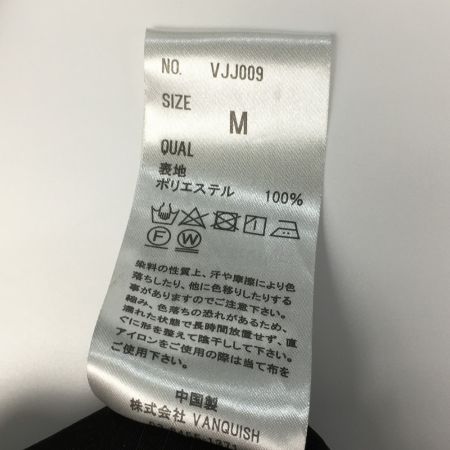 NO. VJJ009
SIZE
M
QUAL
表地
ポリエステル 100%
F W
染料の性質上、汗や摩擦により色
落ちしたり、他に色移りしたりする
事がありますのでご注意下さい。
縮み、色落ちの恐れがあるため、
濡れた状態で長時間放置せず、直
ぐに形を整えて陰干しして下さい。
アイロンをご使用の際は当て布を
ご使用下さい。
中国製
株式会社 VANQUISH